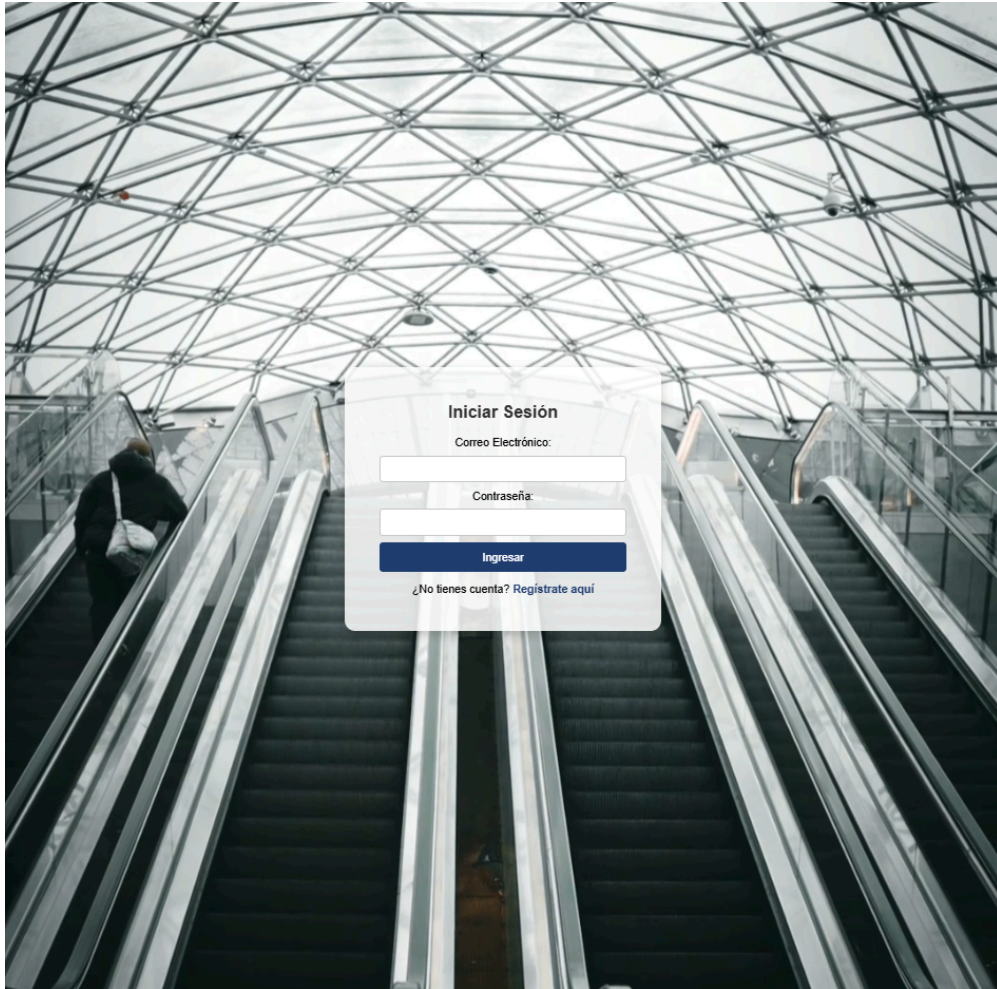 Iniciar Sesión
Correo Electrónico:
Contraseña:
Ingresar
¿No tienes cuenta? Regístrate aquí